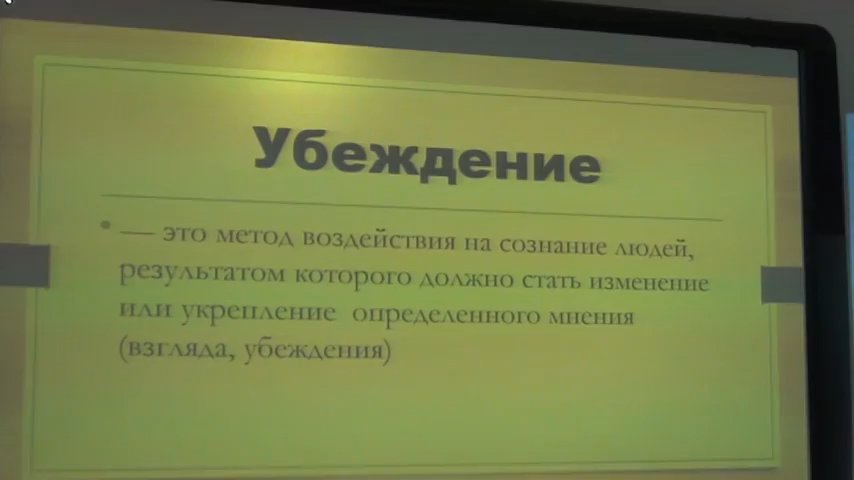 Убеждение
• — это метод воздействия на сознание людей,
результатом которого должно стать изменение
или укрепление определенного мнения
(взгляда, убеждения)